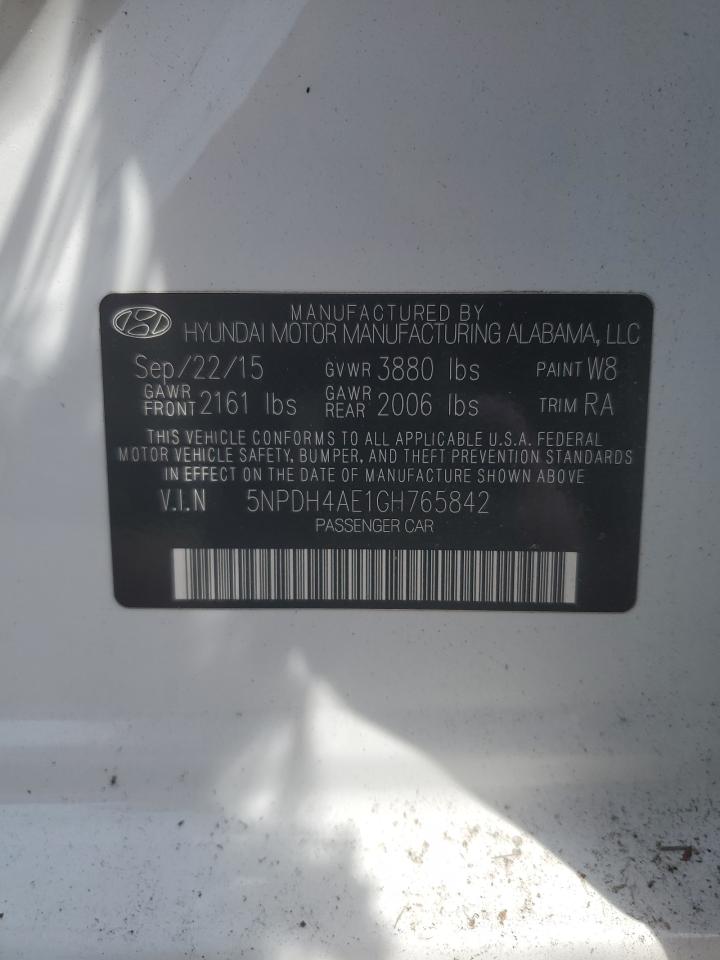 MANUFACTURED BY
HYUNDAI MOTOR MANUFACTURING ALABAMA, LLC
Sep/22/15 GVWR 3880 lbs PAINT W8
GAWR FRONT 2161 lbs GAWR REAR 2006 lbs TRIM RA
THIS VEHICLE CONFORMS TO ALL APPLICABLE U.S.A. FEDERAL
MOTOR VEHICLE SAFETY, BUMPER, AND THEFT PREVENTION STANDARDS
IN EFFECT ON THE DATE OF MANUFACTURE SHOWN ABOVE
V.I.N 5NPDH4AE1GH765842
PASSENGER CAR